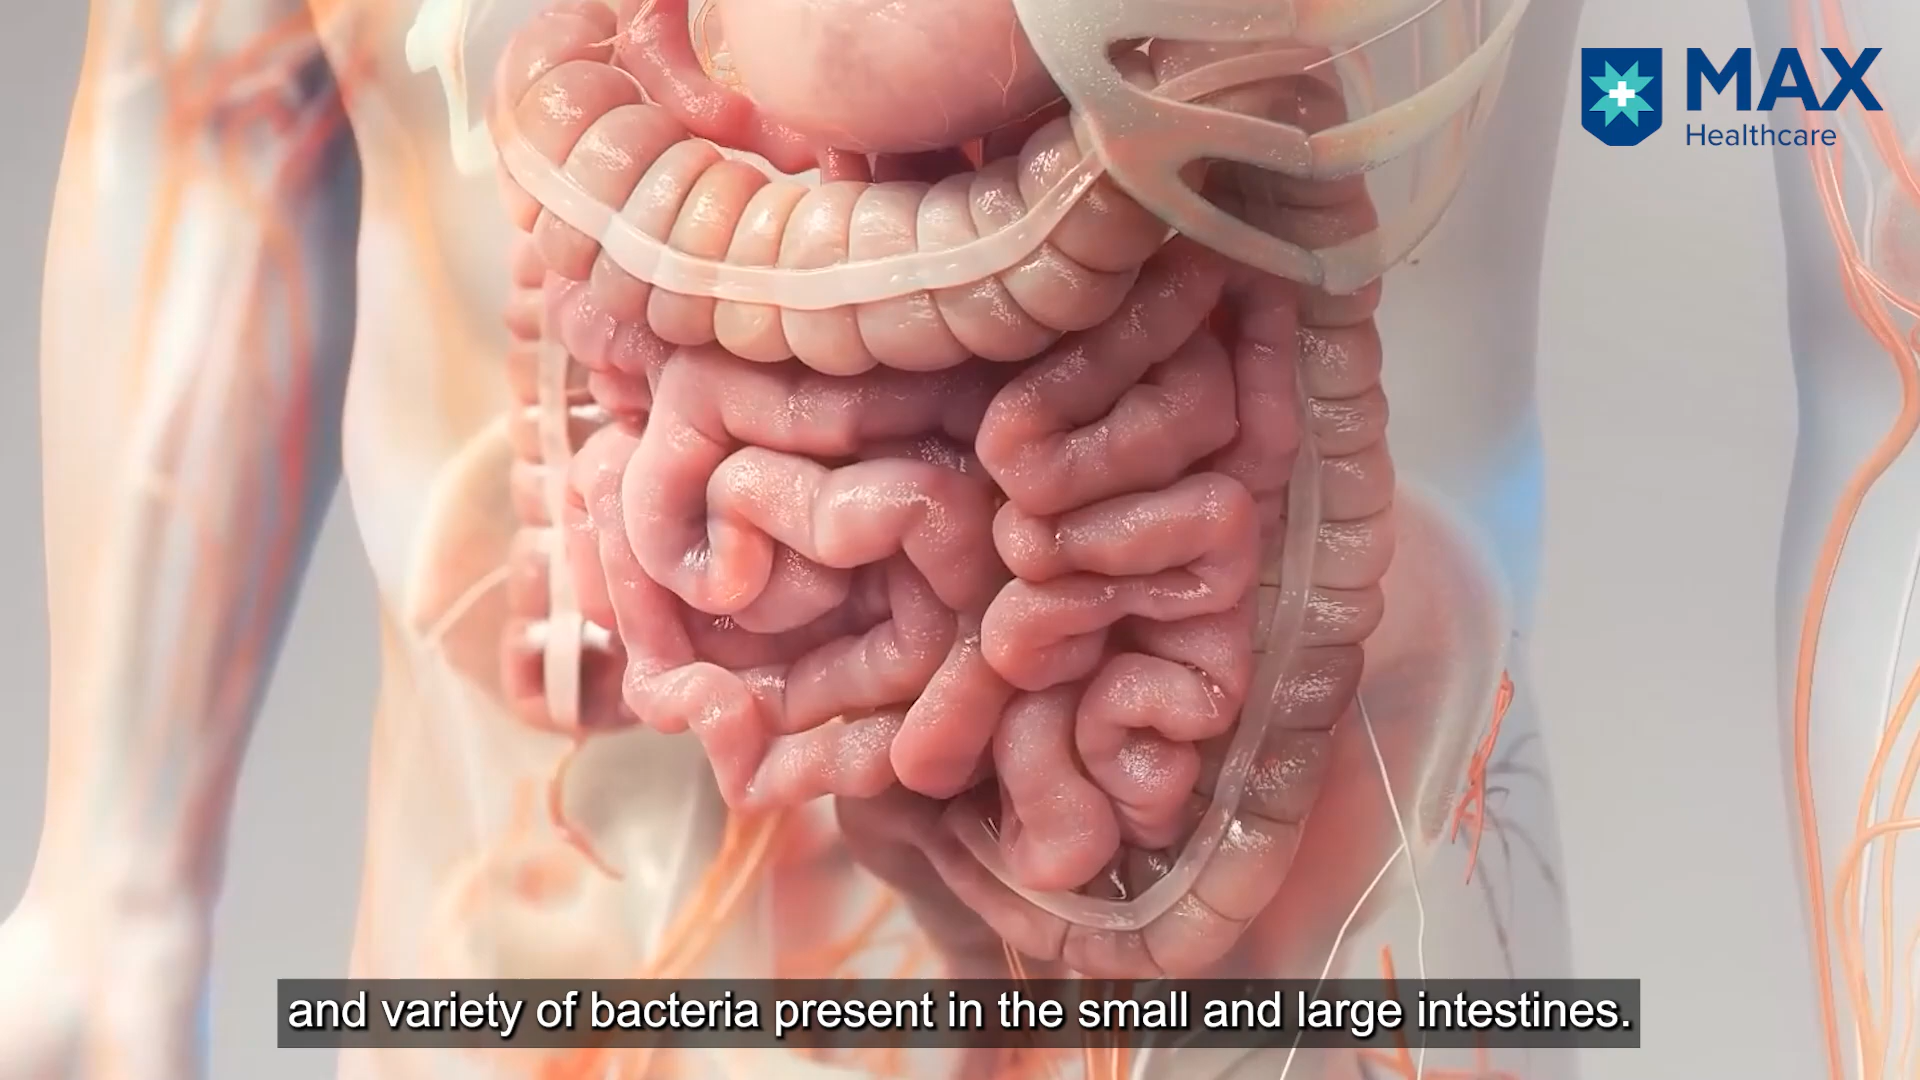 MAX
Healthcare
and variety of bacteria present in the small and large intestines.